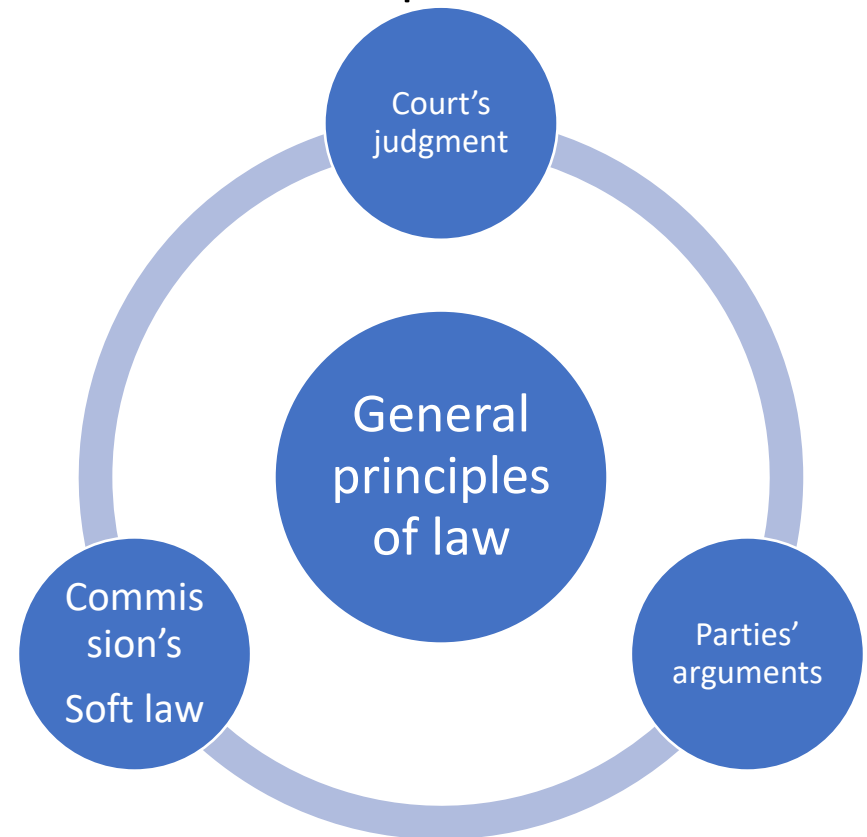 Court's
judgment
General
principles
of law
Commis
sion's
Soft law
Parties'
arguments